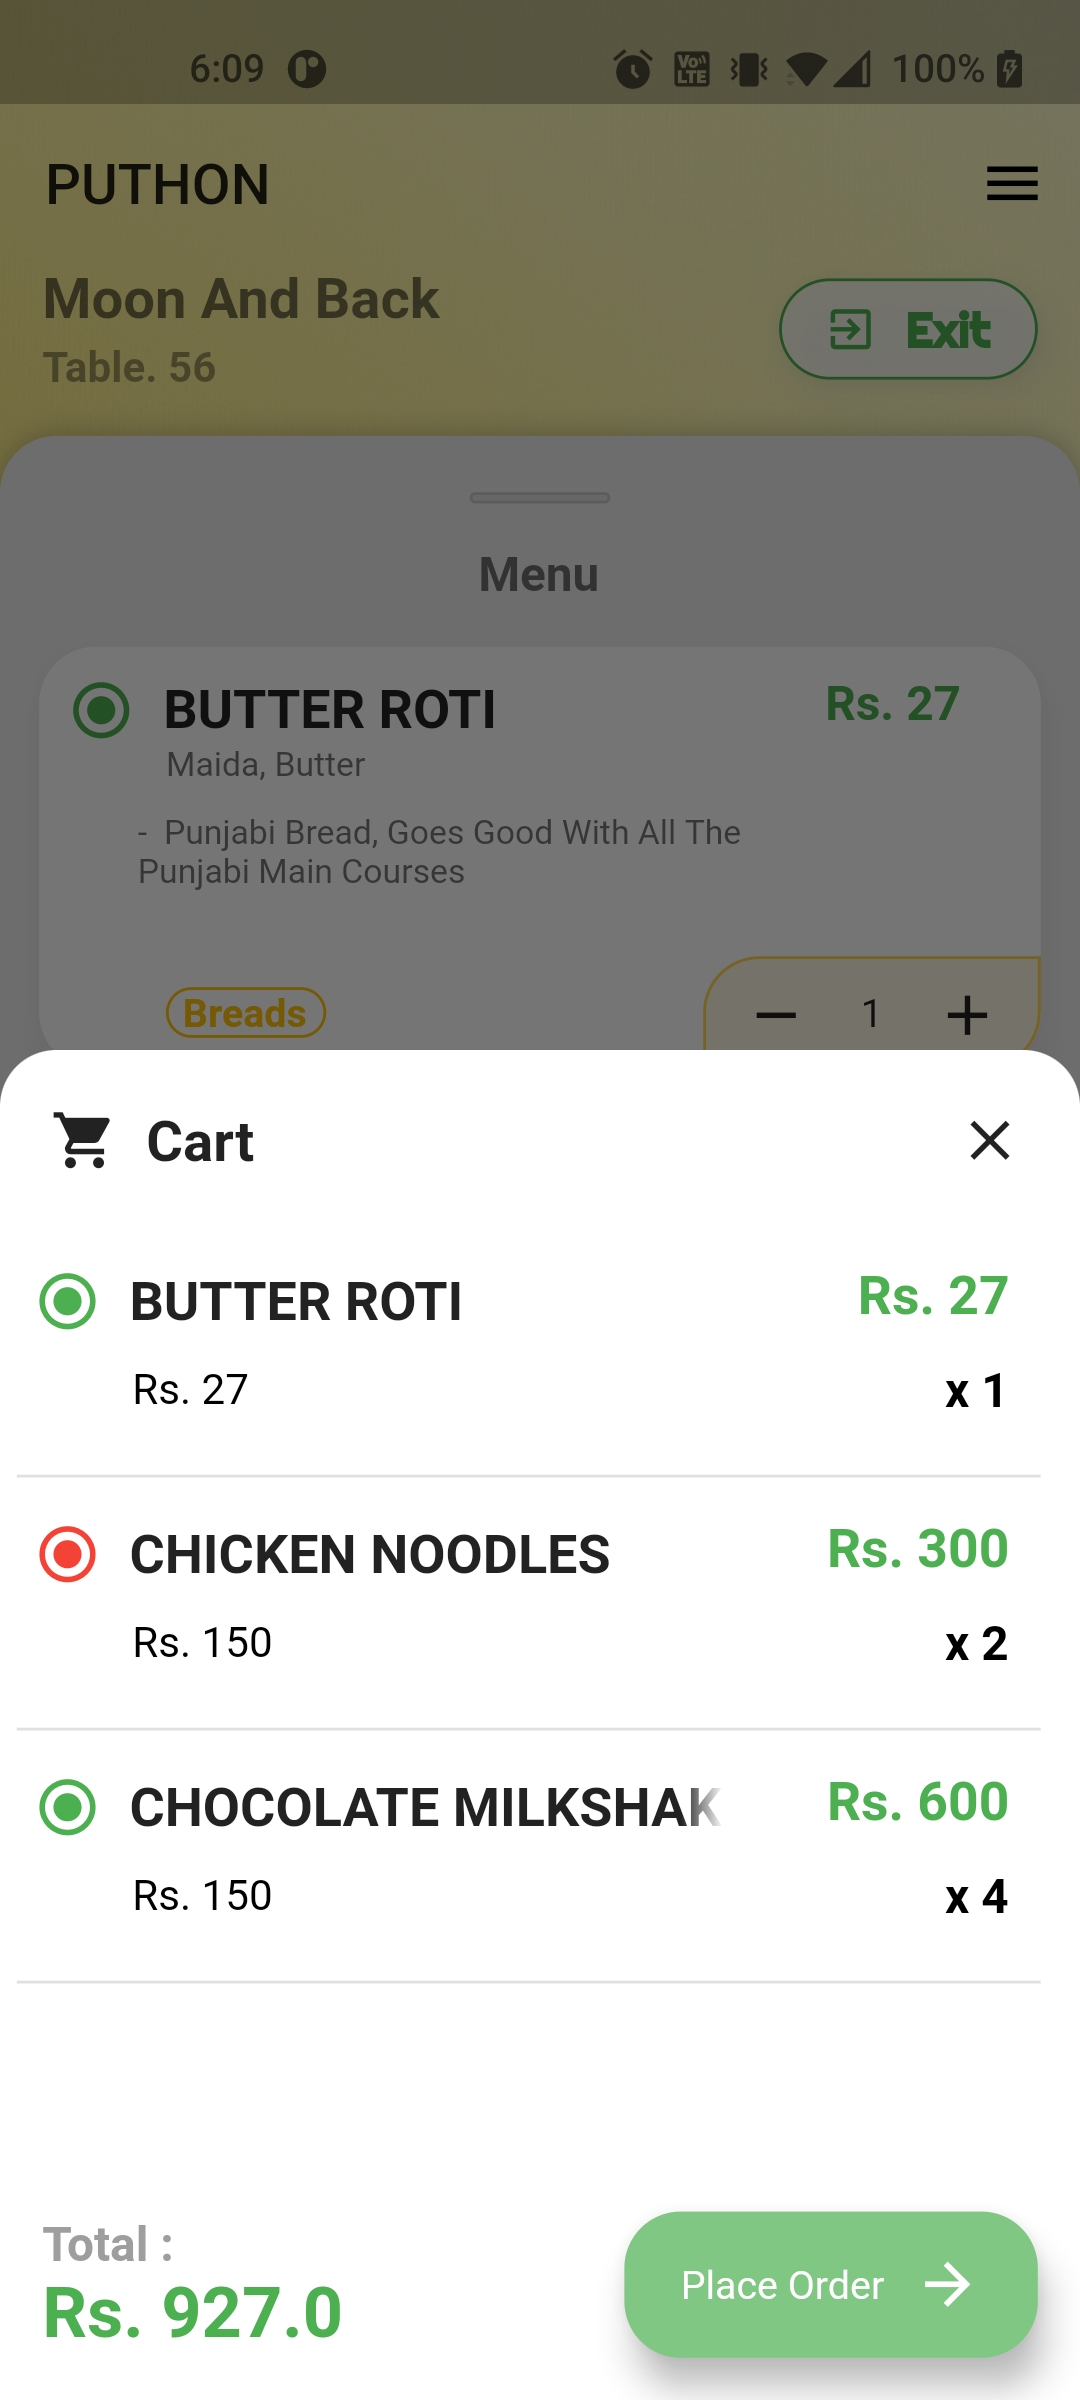 6:09 100%
PUTHON
Moon And Back
Exit
Table. 56
Menu
BUTTER ROTI Rs. 27
Maida, Butter
- Punjabi Bread, Goes Good With All The
Punjabi Main Courses
Breads 1
Cart
BUTTER ROTI Rs. 27
Rs. 27 x 1
CHICKEN NOODLES Rs. 300
Rs. 150 x 2
CHOCOLATE MILKSHAK Rs. 600
Rs. 150 x 4
Total :
Rs. 927.0
Place Order